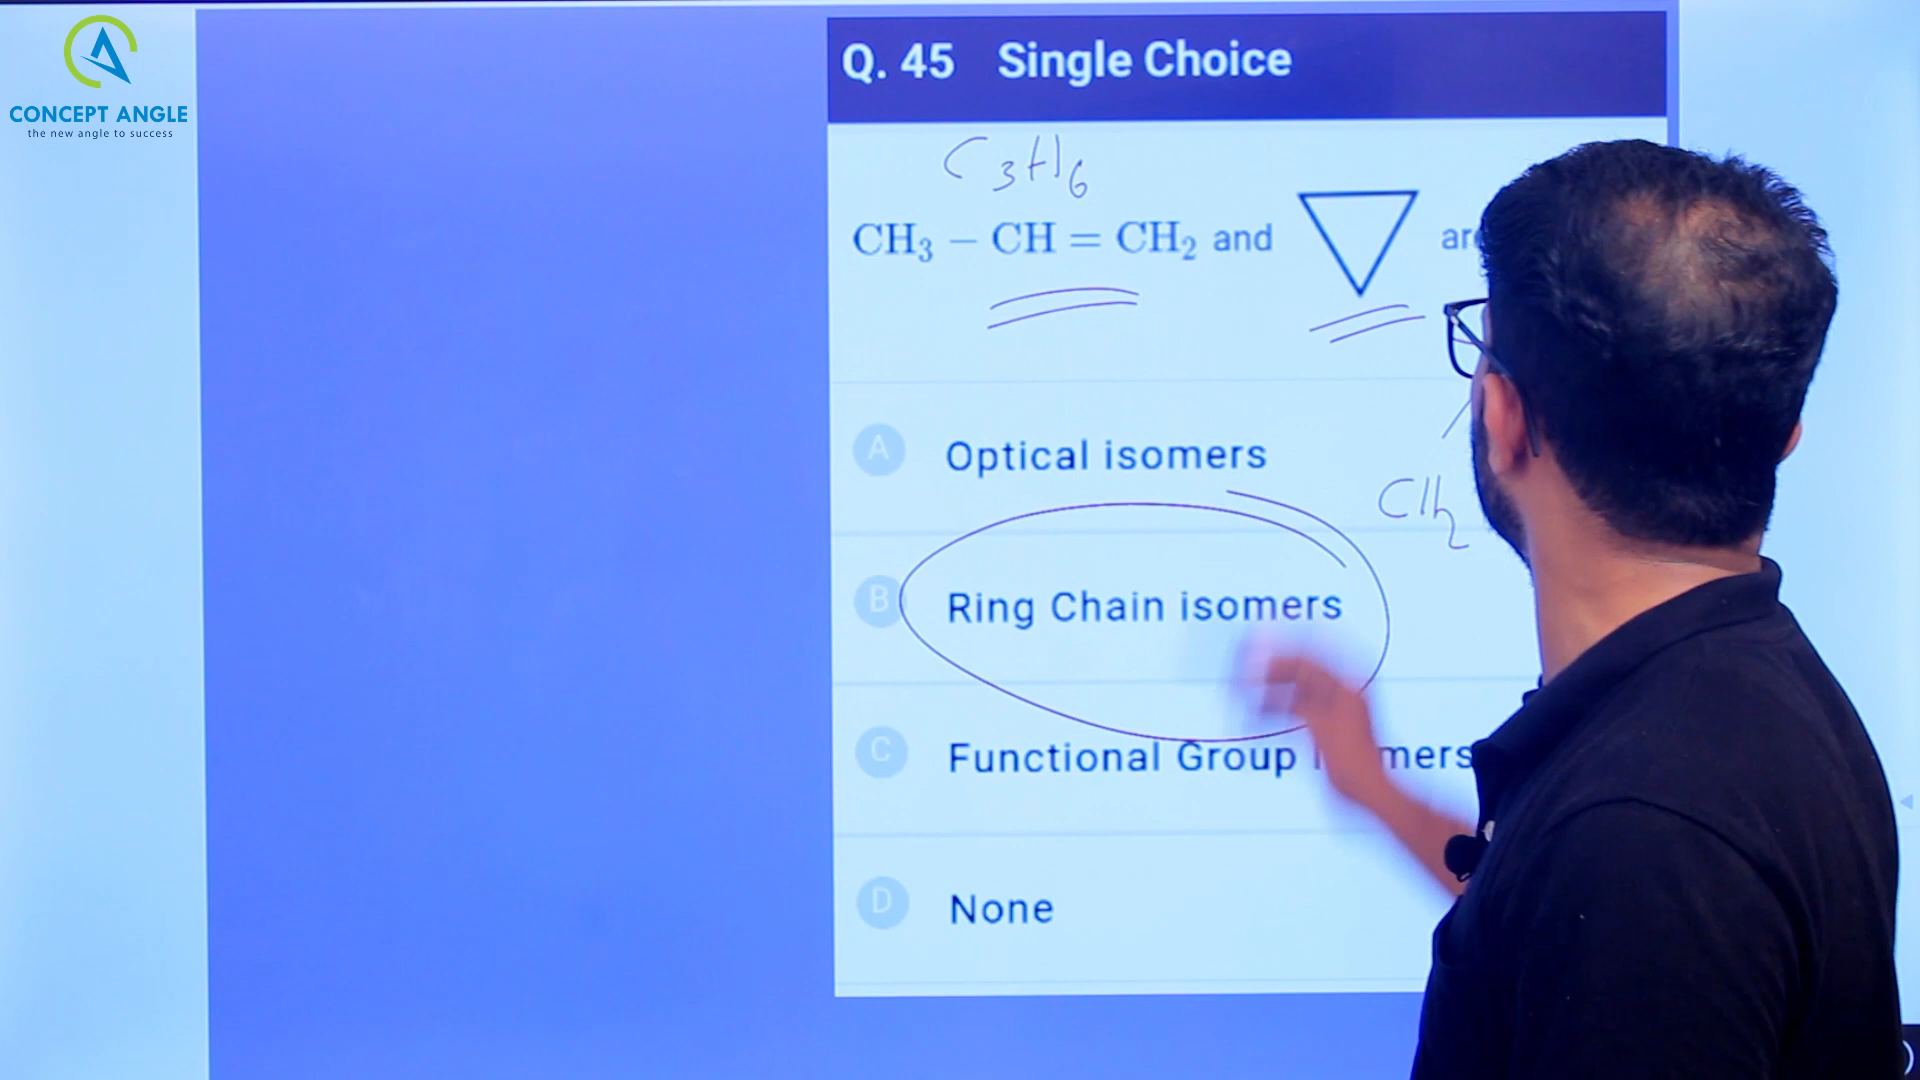 CONCEPT ANGLE
the new angle to success
Q. 45 Single Choice
C3H6
CH3 − CH = CH2 and
A Optical isomers
CH2
B Ring Chain isomers
C Functional Group
D None